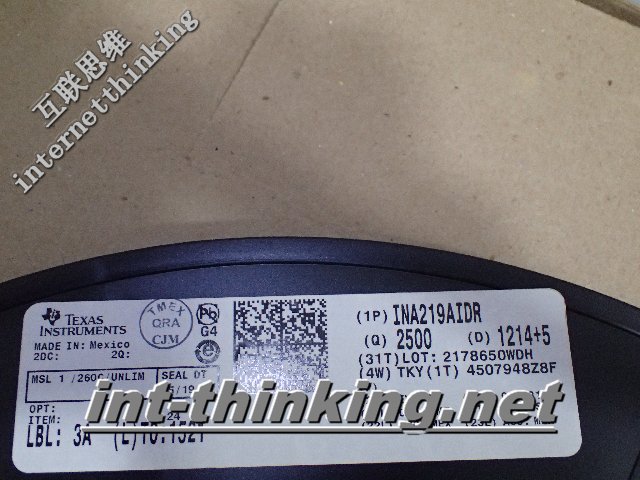 互联思维
internetthinking
TEXAS
INSTRUMENTS
MADE IN: Mexico
2DC: 2Q:
TMEX
QRA
CJM
Pb
G4
e
MSL 1 /260C/UNLIM
SEAL DT
OPT:
ITEM:
LBL: 3A (L)TO:1521
(1P) INA219AIDR
(Q) 2500 (D) 1214+5
(31T)LOT: 2178650WDH
(4W) TKY(1T) 4507948Z8F
int-thinking.net